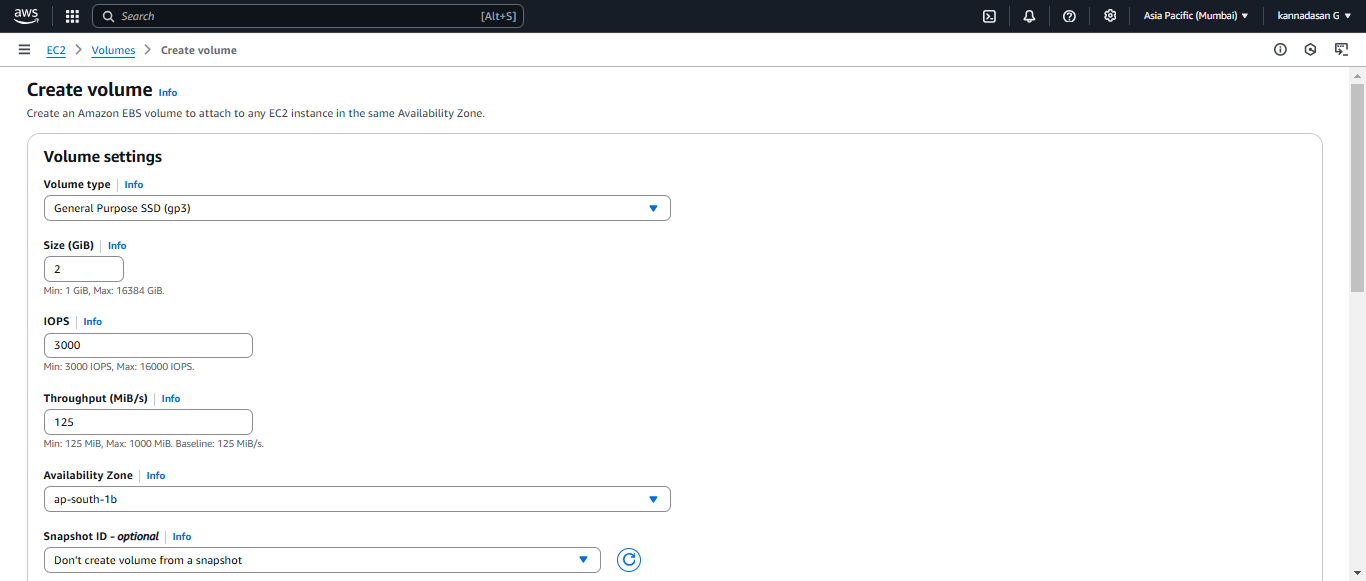 aws Search [Alt+S] Asia Pacific (Mumbai) ▼ kannadasan G ▼
EC2 > Volumes > Create volume
Create volume Info
Create an Amazon EBS volume to attach to any EC2 instance in the same Availability Zone.
Volume settings
Volume type | Info
General Purpose SSD (gp3)
Size (GiB) | Info
2
Min: 1 GiB, Max: 16384 GiB.
IOPS | Info
3000
Min: 3000 IOPS, Max: 16000 IOPS.
Throughput (MiB/s) | Info
125
Min: 125 MiB, Max: 1000 MiB. Baseline: 125 MiB/s.
Availability Zone | Info
ap-south-1b
Snapshot ID - optional | Info
Don't create volume from a snapshot